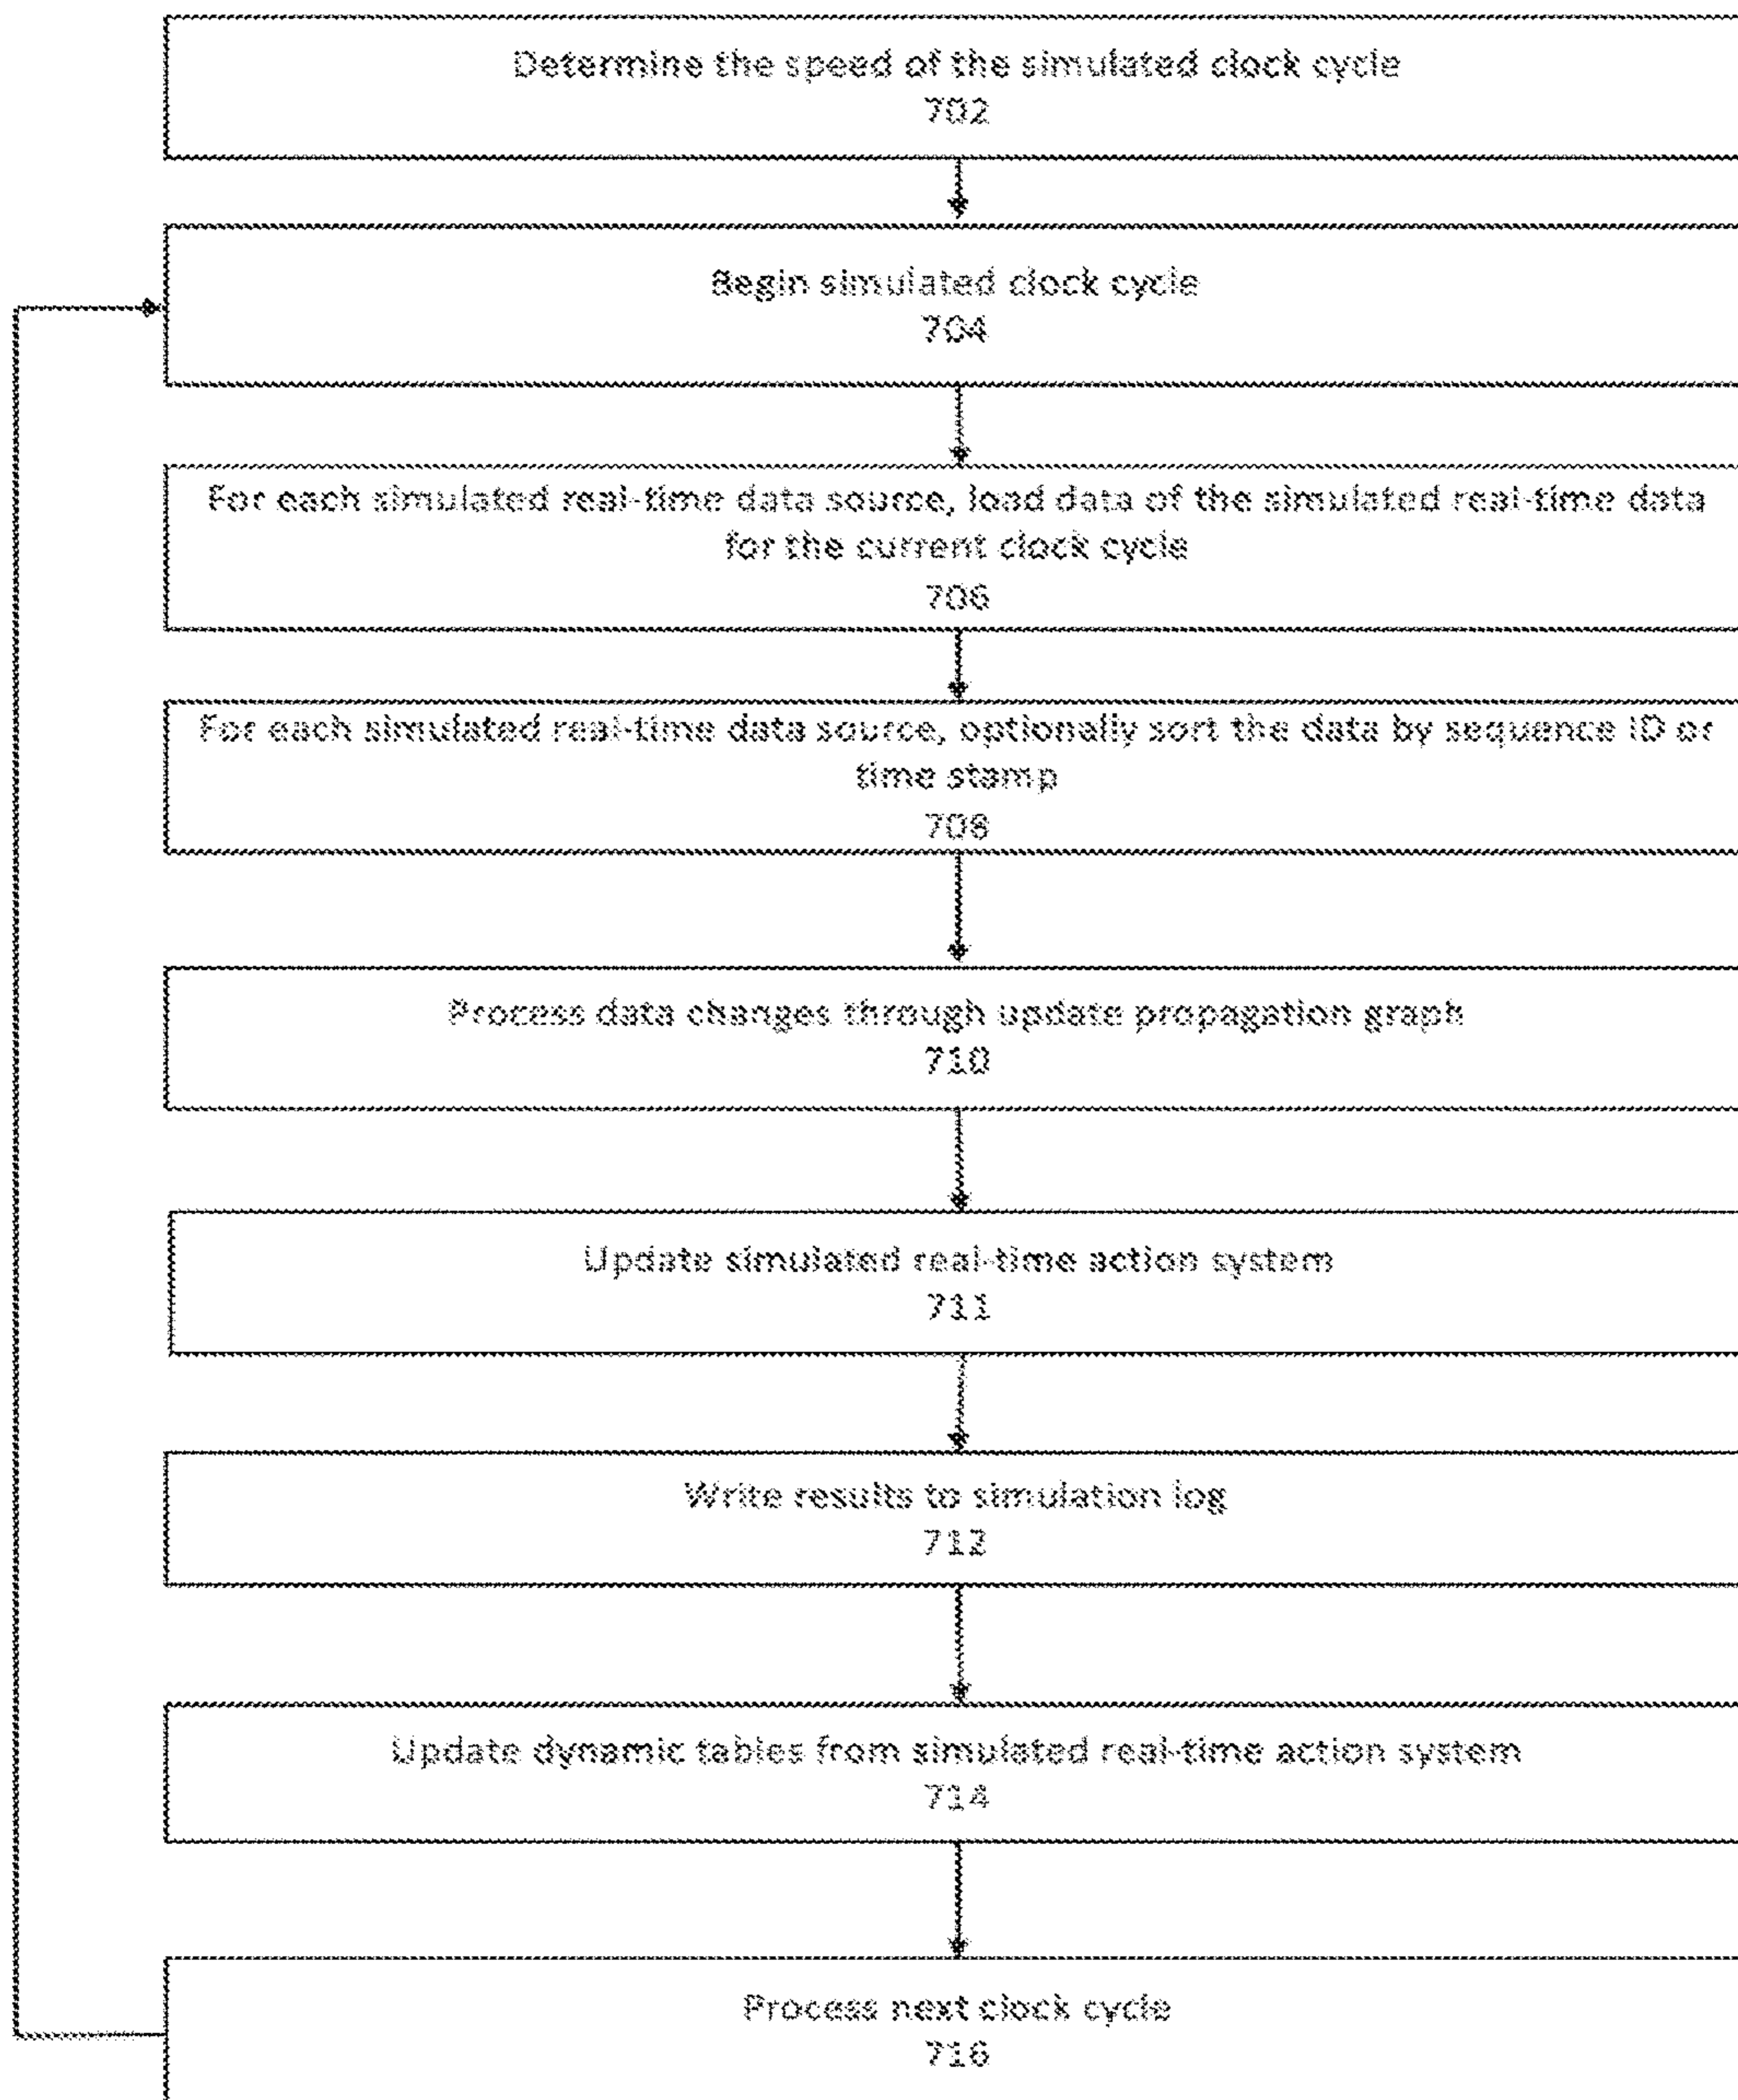 Determine the speed of the simulated clock cycle
702
Begin simulated clock cycle
704
For each simulated real-time data source, load data of the simulated real-time data
for the current clock cycle
706
For each simulated real-time data source, optionally sort the data by sequence ID or
time stamp
708
Process data changes through update propagation graph
710
Update simulated real-time action system
711
Write results to simulation log
712
Update dynamic tables from simulated real-time action system
714
Process next clock cycle
716